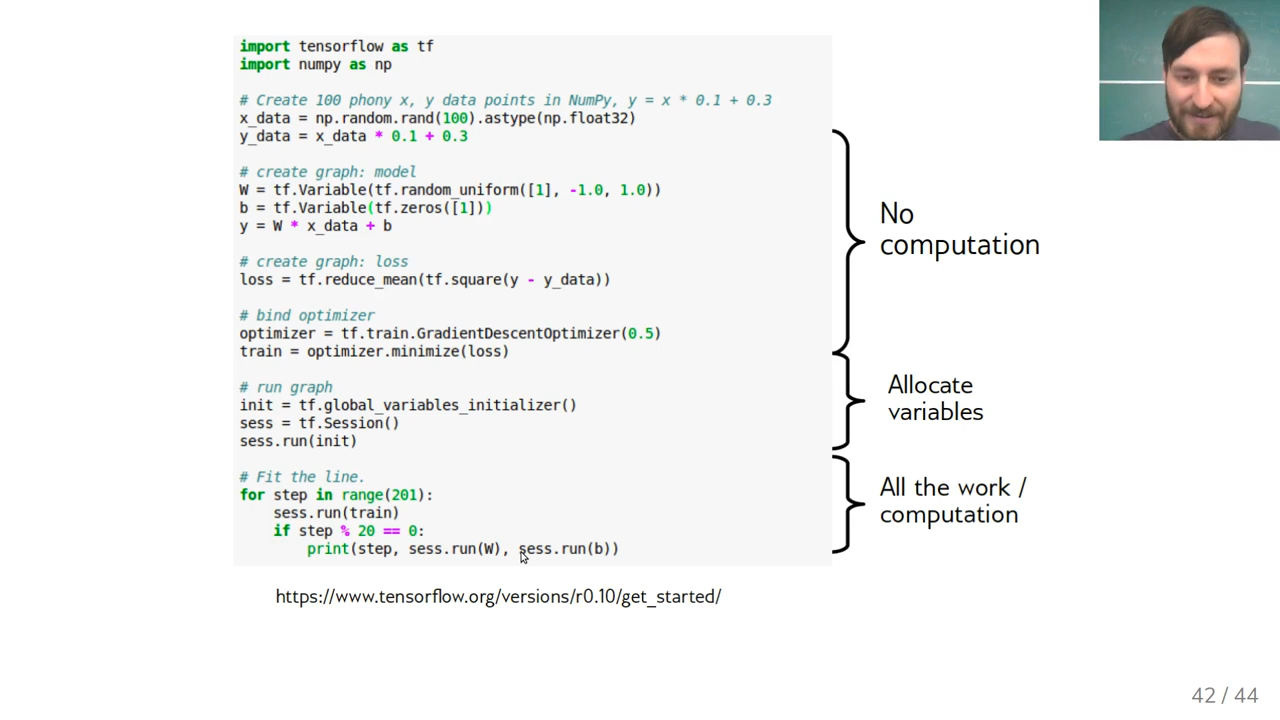 import tensorflow as tf
import numpy as np
# Create 100 phony x, y data points in NumPy, y = x * 0.1 + 0.3
x_data = np.random.rand(100).astype(np.float32)
y_data = x_data * 0.1 + 0.3
# create graph: model
W = tf.Variable(tf.random_uniform([1], -1.0, 1.0))
b = tf.Variable(tf.zeros([1]))
y = W * x_data + b
# create graph: loss
loss = tf.reduce_mean(tf.square(y - y_data))
# bind optimizer
optimizer = tf.train.GradientDescentOptimizer(0.5)
train = optimizer.minimize(loss)
# run graph
init = tf.global_variables_initializer()
sess = tf.Session()
sess.run(init)
# Fit the line.
for step in range(201):
    sess.run(train)
    if step % 20 == 0:
        print(step, sess.run(W), sess.run(b))
No
computation
Allocate
variables
All the work /
computation
https://www.tensorflow.org/versions/r0.10/get_started/
42 / 44